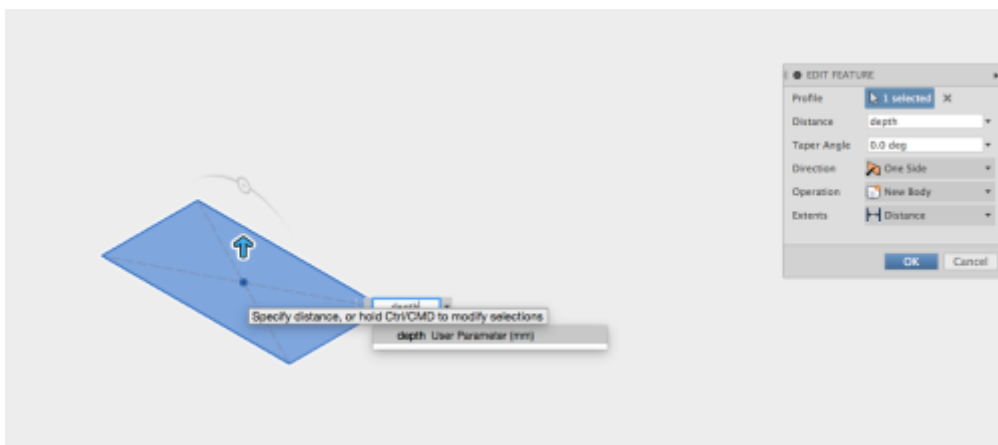 EDIT FEATURE
Profile 1 selected
Distance depth
Taper Angle 0.0 deg
Direction One Side
Operation New Body
Extents Distance
OK Cancel
depth
Specify distance, or hold Ctrl/CMD to modify selections
depth User Parameter (mm)